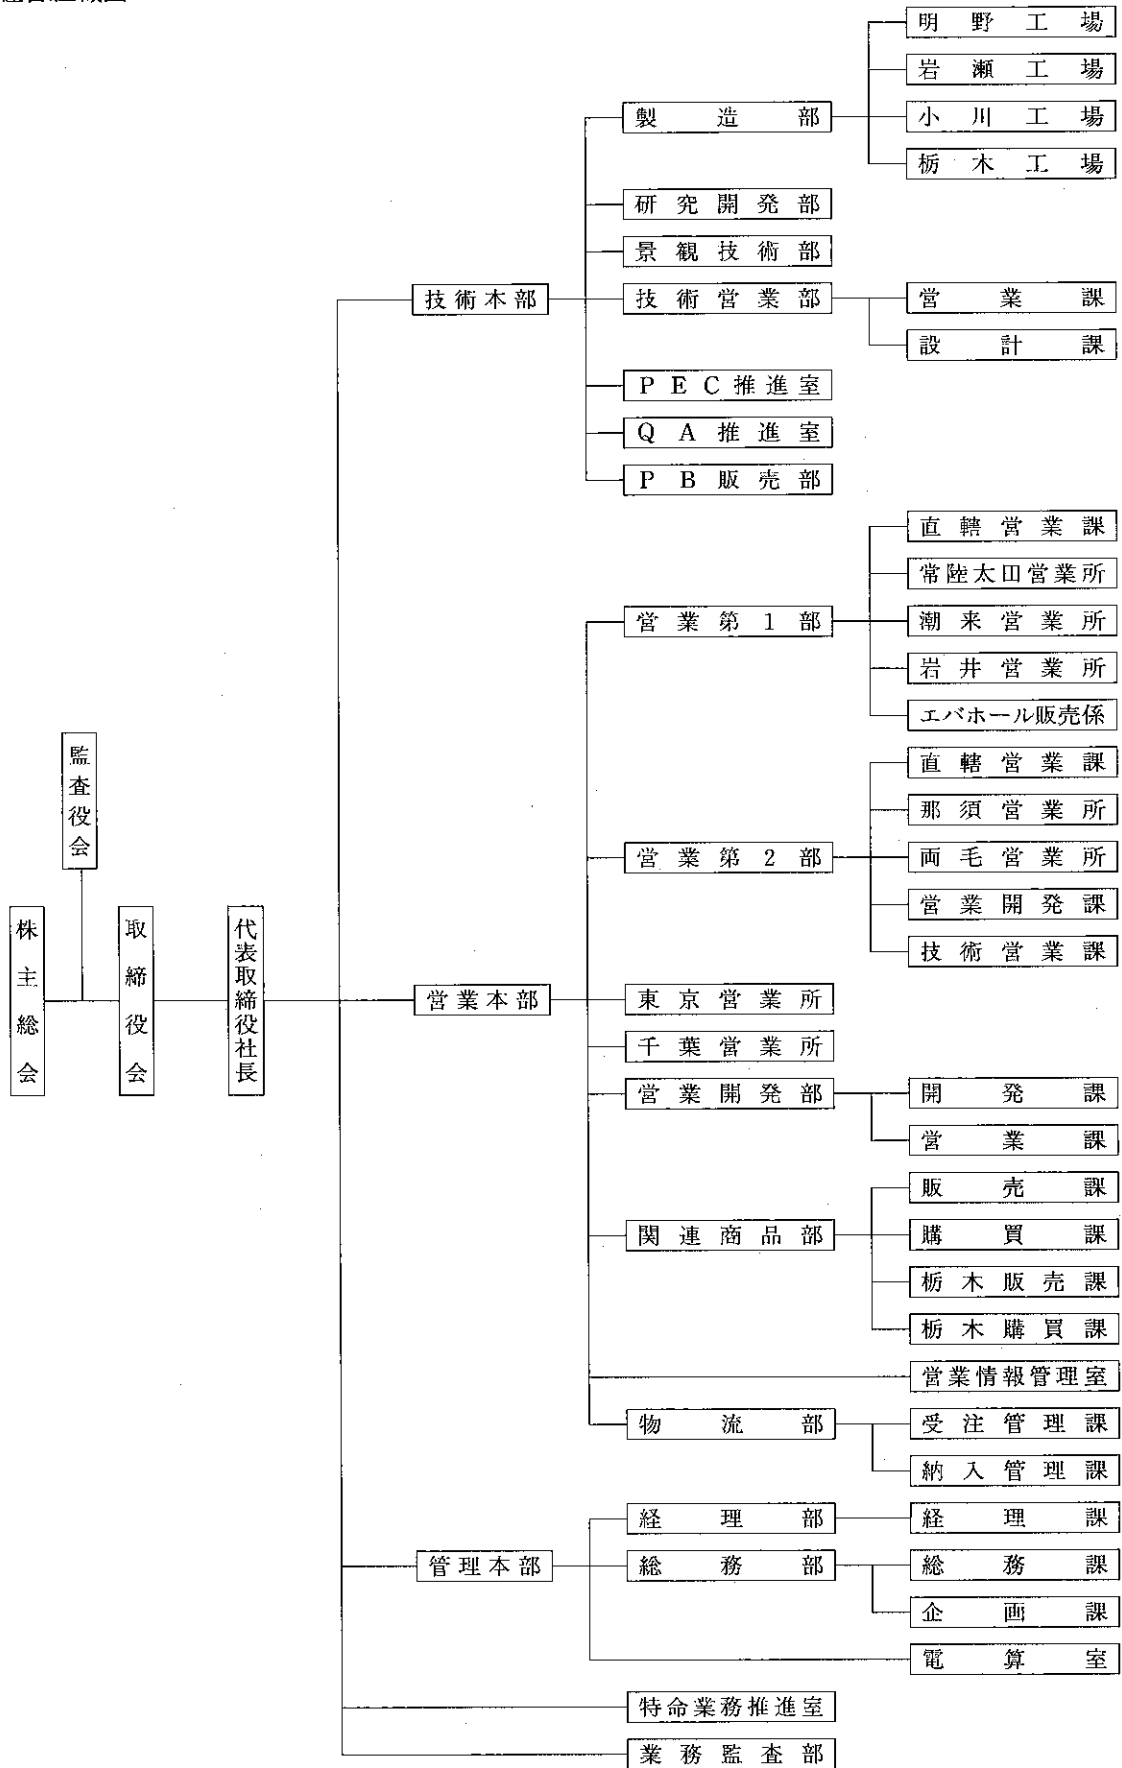 明野工場
岩瀬工場
製造部
小川工場
栃木工場
研究開発部
景観技術部
技術本部
技術営業部
営業課
設計課
PEC推進室
QA推進室
PB販売部
直轄営業課
常陸太田営業所
営業第1部
潮来営業所
岩井営業所
エバホール販売係
監査役会
直轄営業課
那須営業所
営業第2部
両毛営業所
営業開発課
技術営業課
株主総会
取締役会
代表取締役社長
営業本部
東京営業所
千葉営業所
営業開発部
開発課
営業課
販売課
関連商品部
購買課
栃木販売課
栃木購買課
営業情報管理室
物流部
受注管理課
納入管理課
経理部
経理課
管理本部
総務部
総務課
企画課
電算室
特命業務推進室
業務監査部